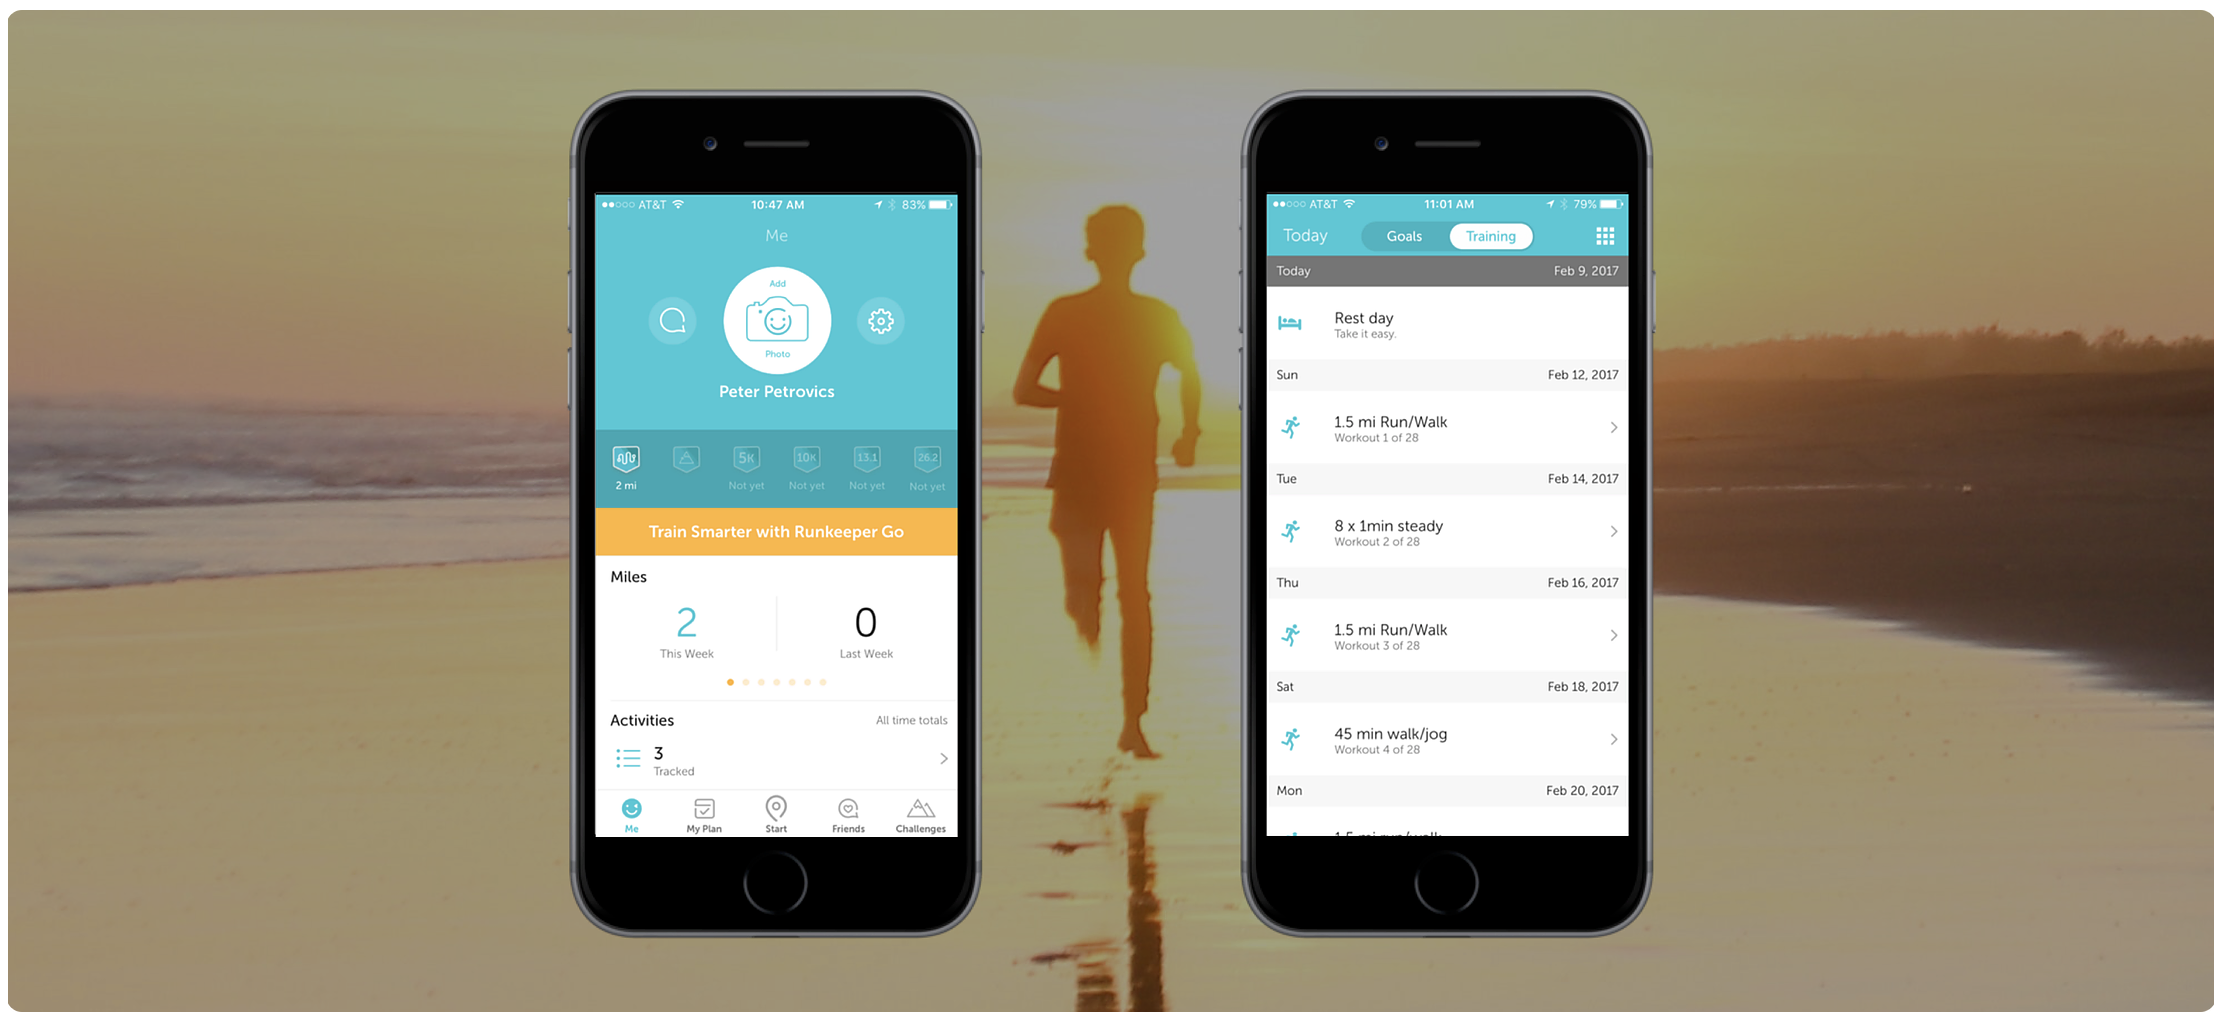 AT&T 10:47 AM 83%
Me
Add
Photo
Peter Petrovics
5K 10K 13.1 26.2
2 mi Not yet Not yet Not yet Not yet
Train Smarter with Runkeeper Go
Miles
2 0
This Week Last Week
Activities All time totals
3
Tracked
Me My Plan Start Friends Challenges
AT&T 11:01 AM 79%
Today Goals Training
Today Feb 9, 2017
Rest day
Take it easy.
Sun Feb 12, 2017
1.5 mi Run/Walk
Workout 1 of 28
Tue Feb 14, 2017
8 x 1min steady
Workout 2 of 28
Thu Feb 16, 2017
1.5 mi Run/Walk
Workout 3 of 28
Sat Feb 18, 2017
45 min walk/jog
Workout 4 of 28
Mon Feb 20, 2017
1.5 mi run/walk